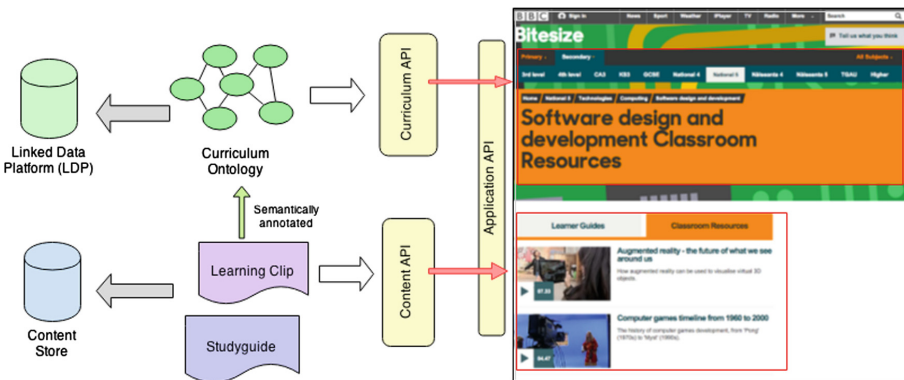 Linked Data
Platform (LDP)
Curriculum
Ontology
Semantically
annotated
Learning Clip
Studyguide
Content
Store
Curriculum API
Content API
Application API
BBC Sign in News Sport Weather iPlayer TV Radio More Search
Bitesize
Tell us what you think
Primary Secondary All Subjects
3rd level 4th level CA3 KS3 GCSE National 4 National 5 Nàiseanta 4 Nàiseanta 5 TGAU Higher
Home / National 5 / Technologies / Computing / Software design and development
Software design and
development Classroom
Resources
Learner Guides Classroom Resources
Augmented reality - the future of what we see
around us
How augmented reality can be used to visualise virtual 3D
objects.
07.33
Computer games timeline from 1960 to 2000
The history of computer games development, from 'Pong'
(1970s) to 'Myst' (1990s).
04.47